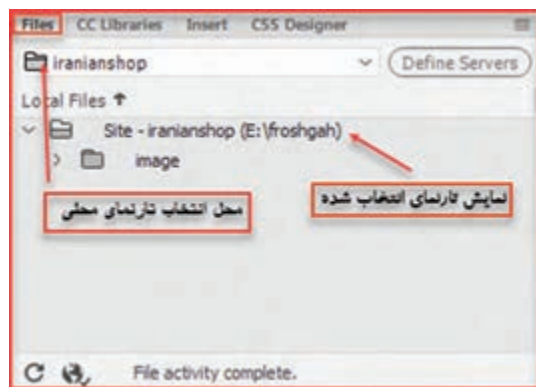 Files CC Libraries Insert CSS Designer
iranianshop Define Servers
Local Files ↑
Site - iranianshop (E:\froshgah)
image
محل انتخاب تارنمای محلی
نمایش تارنمای انتخاب شده
File activity complete.